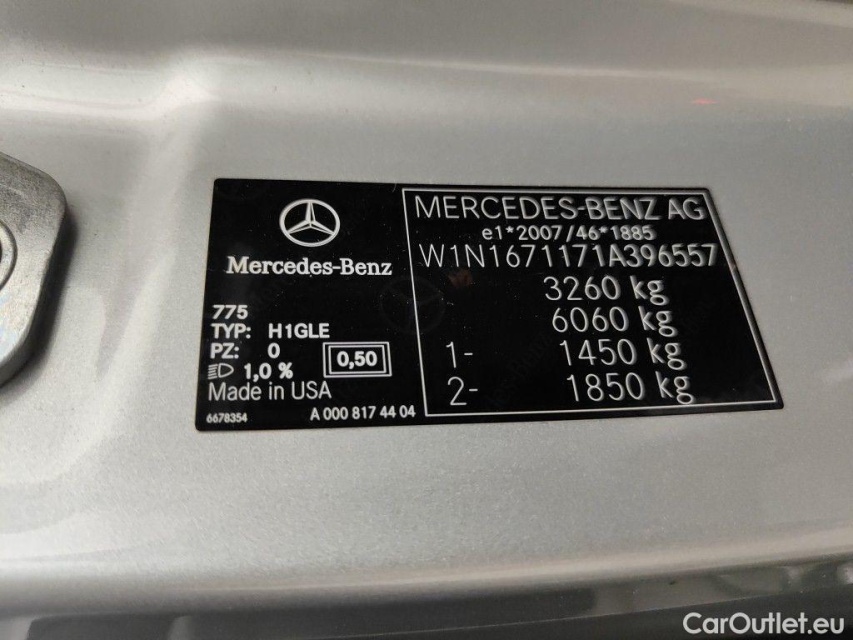 Mercedes-Benz
775
TYP: H1GLE
PZ: 0
1,0 %
0,50
Made in USA
6678354
A 000 817 44 04
MERCEDES-BENZ AG
e1*2007/46*1885
W1N1671171A396557
3260 kg
6060 kg
1- 1450 kg
2- 1850 kg
CarOutlet.eu